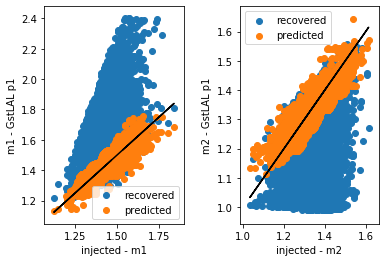 2.4
2.2
2.0
1.8
1.6
1.4
1.2
m1 - GstLAL p1
recovered
predicted
1.25
1.50
1.75
injected - m1
1.6
1.5
1.4
1.3
1.2
1.1
1.0
m2 - GstLAL p1
recovered
predicted
1.0
1.2
1.4
1.6
injected - m2